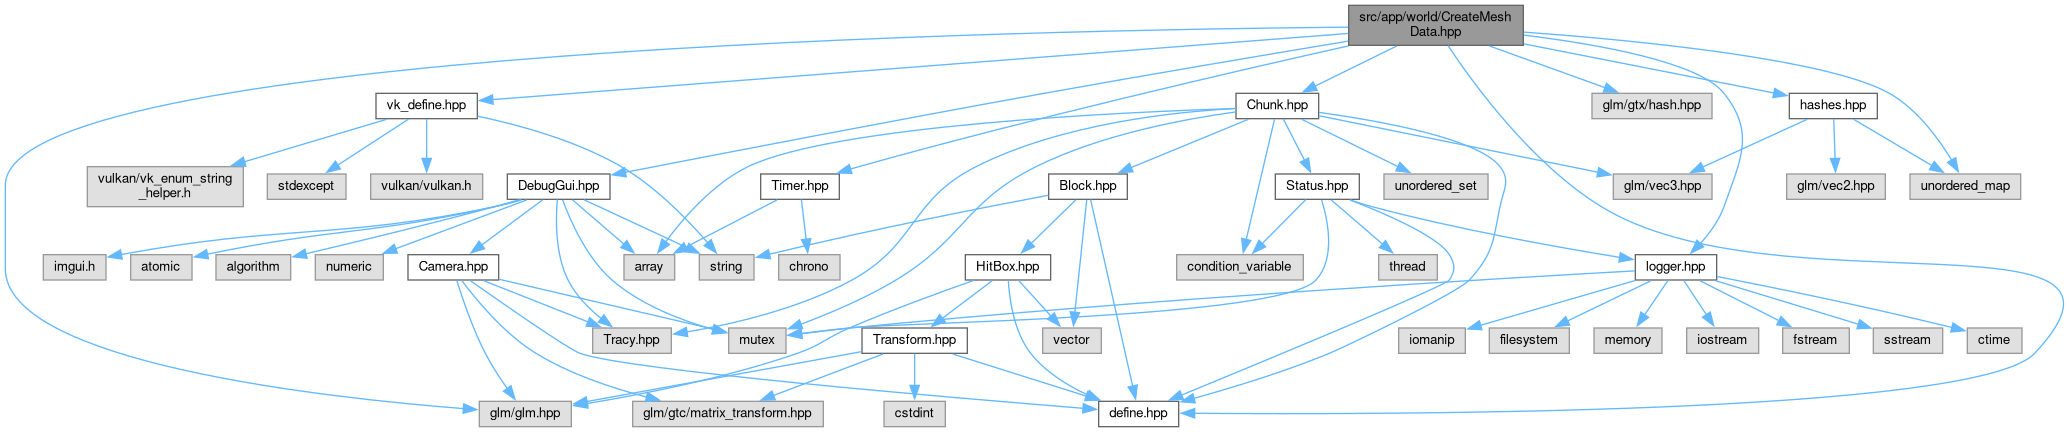 src/app/world/CreateMesh
Data.hpp
vk_define.hpp
Chunk.hpp
glm/gtx/hash.hpp
hashes.hpp
vulkan/vk_enum_string
_helper.h
stdexcept
vulkan/vulkan.h
DebugGui.hpp
Timer.hpp
Block.hpp
Status.hpp
unordered_set
glm/vec3.hpp
glm/vec2.hpp
unordered_map
imgui.h
atomic
algorithm
numeric
Camera.hpp
array
string
chrono
HitBox.hpp
condition_variable
thread
logger.hpp
Tracy.hpp
mutex
Transform.hpp
vector
iomanip
filesystem
memory
iostream
fstream
sstream
ctime
glm/glm.hpp
glm/gtc/matrix_transform.hpp
cstdint
define.hpp